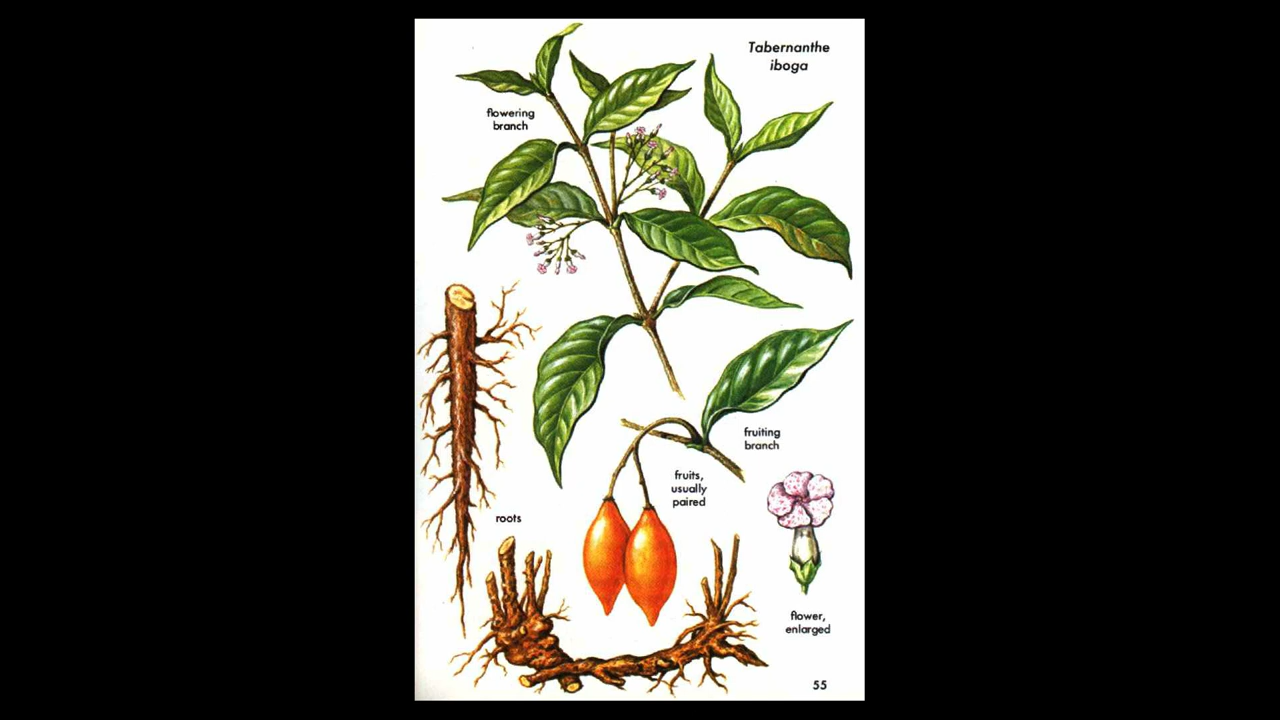 Tabernanthe
iboga
flowering
branch
fruiting
branch
fruits,
usually
paired
roots
flower,
enlarged
55